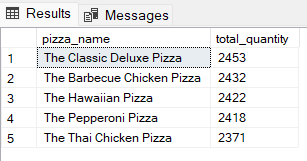 Results Messages
pizza_name total_quantity
1 The Classic Deluxe Pizza 2453
2 The Barbecue Chicken Pizza 2432
3 The Hawaiian Pizza 2422
4 The Pepperoni Pizza 2418
5 The Thai Chicken Pizza 2371